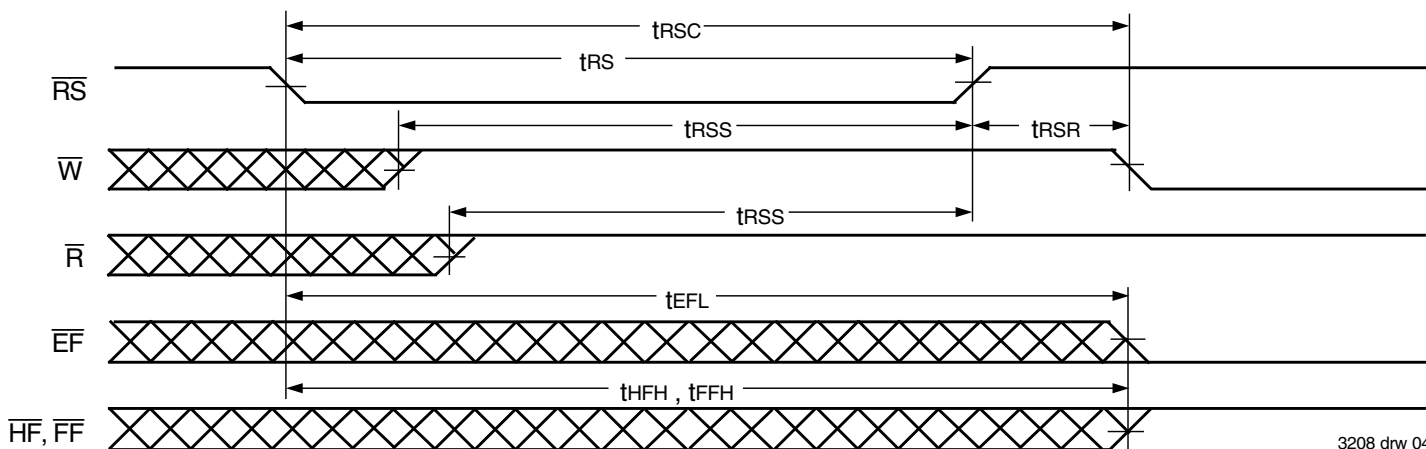 tRSC
tRS
RS
tRSS
tRSR
W
tRSS
R
tEFL
EF
tHFH , tFFH
HF, FF
3208 drw 04